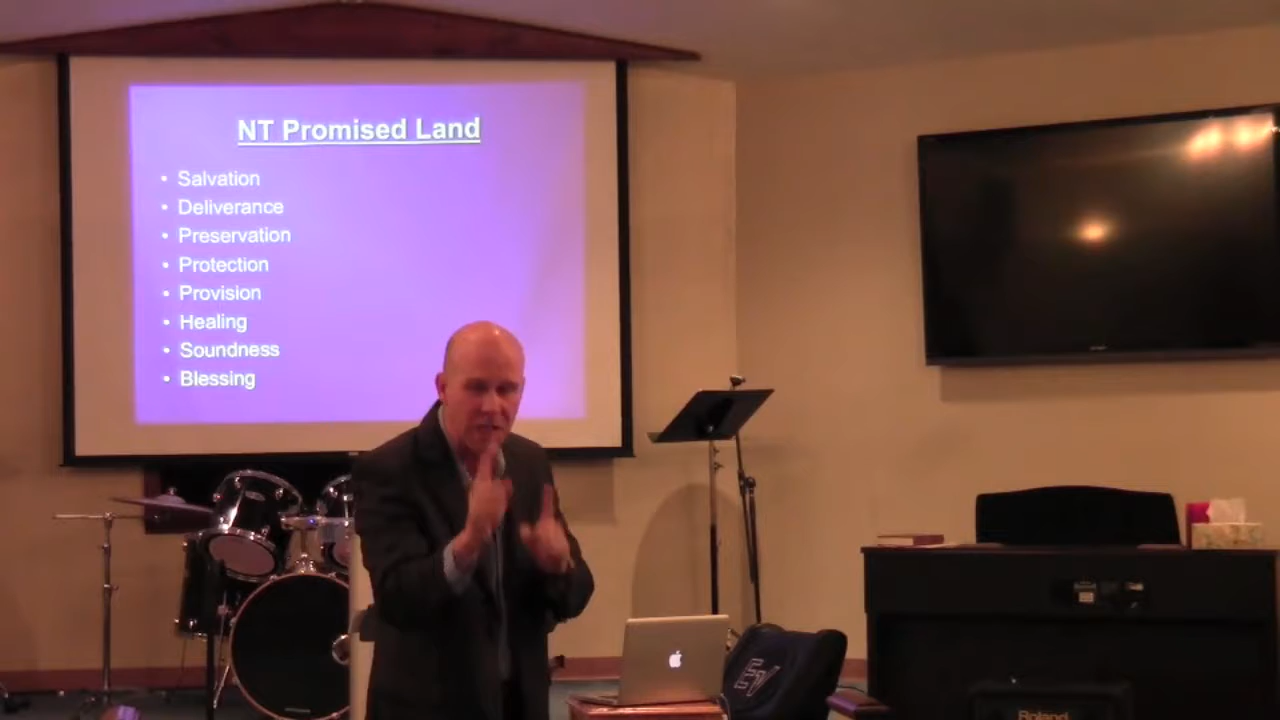 NT Promised Land
• Salvation
• Deliverance
• Preservation
• Protection
• Provision
• Healing
• Soundness
• Blessing
Roland